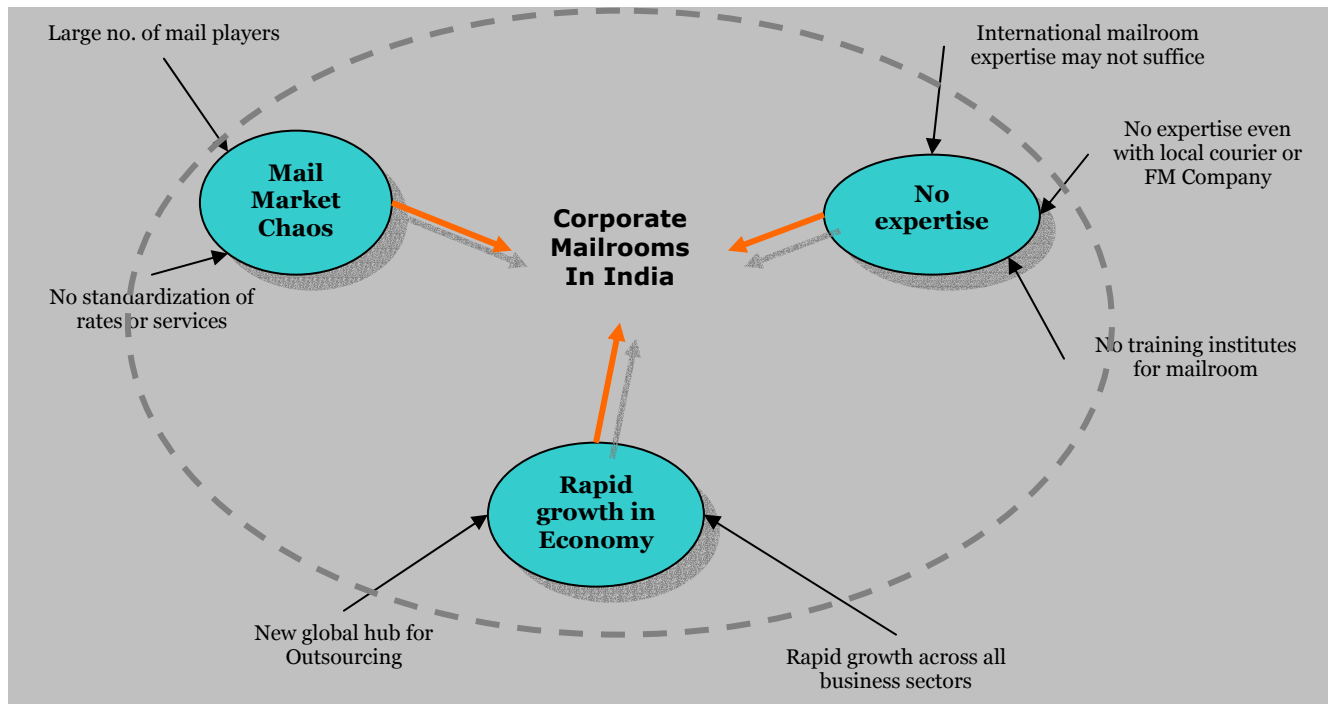 Large no. of mail players
International mailroom
expertise may not suffice
No expertise even
with local courier or
FM Company
Mail
Market
Chaos
No
expertise
Corporate
Mailrooms
In India
No standardization of
rates or services
No training institutes
for mailroom
Rapid
growth in
Economy
New global hub for
Outsourcing
Rapid growth across all
business sectors